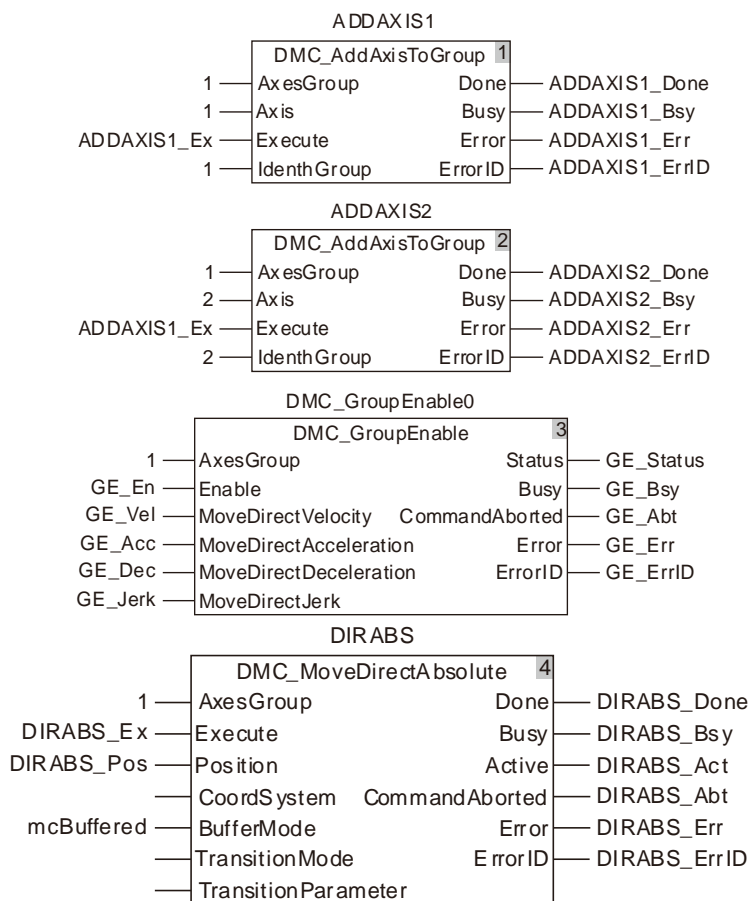 ADDAXIS1
DMC_AddAxisToGroup 1
1 AxesGroup Done ADDAXIS1_Done
1 Axis Busy ADDAXIS1_Bsy
ADDAXIS1_Ex Execute Error ADDAXIS1_Err
1 IdenthGroup ErrorID ADDAXIS1_ErrID
ADDAXIS2
DMC_AddAxisToGroup 2
1 AxesGroup Done ADDAXIS2_Done
2 Axis Busy ADDAXIS2_Bsy
ADDAXIS1_Ex Execute Error ADDAXIS2_Err
2 IdenthGroup ErrorID ADDAXIS2_ErrID
DMC_GroupEnable0
DMC_GroupEnable 3
1 AxesGroup Status GE_Status
GE_En Enable Busy GE_Bsy
GE_Vel MoveDirectVelocity CommandAborted GE_Abt
GE_Acc MoveDirectAcceleration Error GE_Err
GE_Dec MoveDirectDeceleration ErrorID GE_ErrID
GE_Jerk MoveDirectJerk
DIRABS
DMC_MoveDirectAbsolute 4
1 AxesGroup Done DIRABS_Done
DIRABS_Ex Execute Busy DIRABS_Bsy
DIRABS_Pos Position Active DIRABS_Act
CoordSystem CommandAborted DIRABS_Abt
mcBuffered BufferMode Error DIRABS_Err
TransitionMode ErrorID DIRABS_ErrID
TransitionParameter